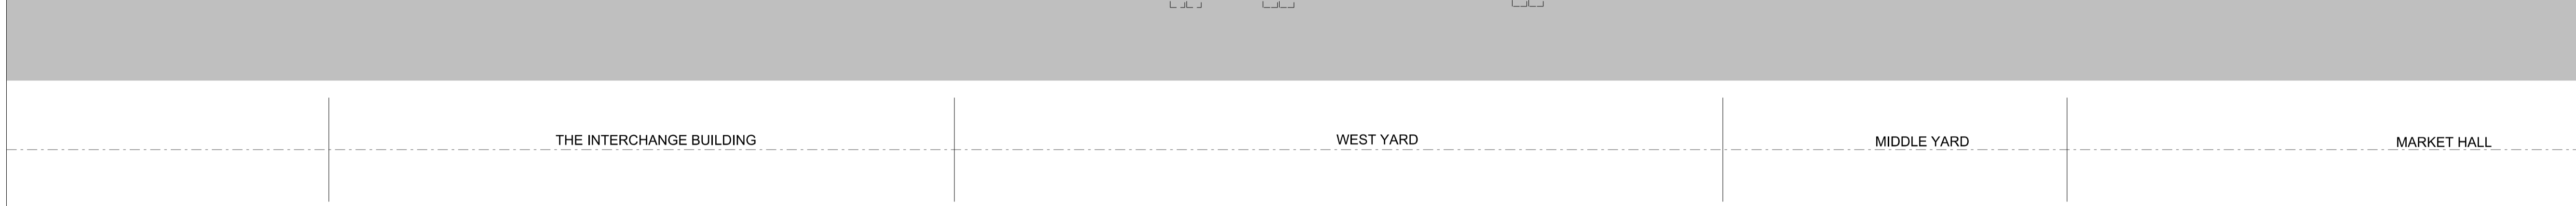 THE INTERCHANGE BUILDING
WEST YARD
MIDDLE YARD
MARKET HALL